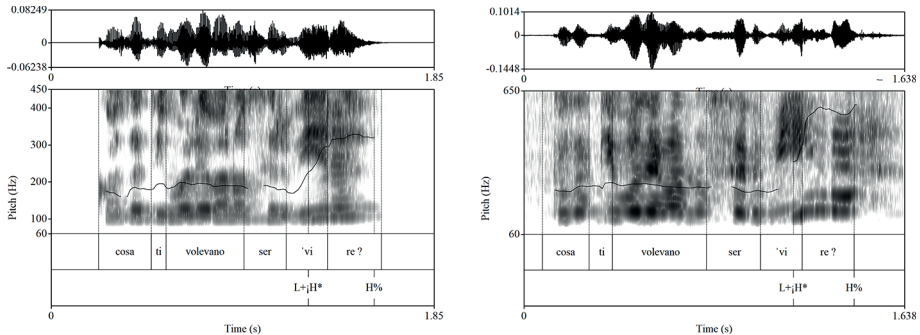 0.08249
0
-0.06238
0
1.85
450
400
300
200
100
60
Pitch (Hz)
cosa
ti
volevano
ser
'vi
re ?
L+¡H*
H%
0
1.85
Time (s)
0.1014
0
-0.1448
0
1.638
650
60
Pitch (Hz)
cosa
ti
volevano
ser
'vi
re ?
L+¡H*
H%
0
1.638
Time (s)